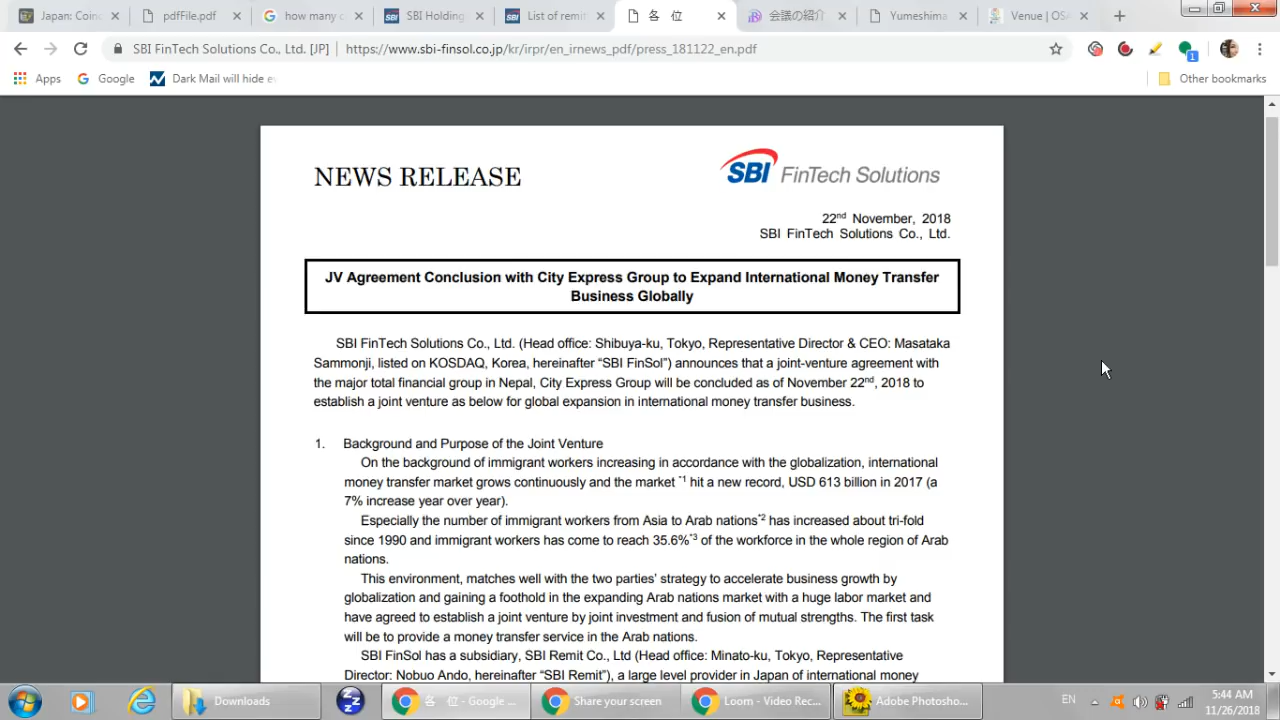 Japan: Coinc
pdfFile.pdf
how many c
SBI Holding
List of remit
各 位
会議の紹介
Yumeshima
Venue | OSA
SBI FinTech Solutions Co., Ltd. [JP] | https://www.sbi-finsol.co.jp/kr/irpr/en_irnews_pdf/press_181122_en.pdf
Apps Google Dark Mail will hide e Other bookmarks
NEWS RELEASE
SBI FinTech Solutions
22nd November, 2018
SBI FinTech Solutions Co., Ltd.
JV Agreement Conclusion with City Express Group to Expand International Money Transfer
Business Globally
SBI FinTech Solutions Co., Ltd. (Head office: Shibuya-ku, Tokyo, Representative Director & CEO: Masataka
Sammonji, listed on KOSDAQ, Korea, hereinafter “SBI FinSol”) announces that a joint-venture agreement with
the major total financial group in Nepal, City Express Group will be concluded as of November 22nd, 2018 to
establish a joint venture as below for global expansion in international money transfer business.
1. Background and Purpose of the Joint Venture
On the background of immigrant workers increasing in accordance with the globalization, international
money transfer market grows continuously and the market *1 hit a new record, USD 613 billion in 2017 (a
7% increase year over year).
Especially the number of immigrant workers from Asia to Arab nations*2 has increased about tri-fold
since 1990 and immigrant workers has come to reach 35.6%*3 of the workforce in the whole region of Arab
nations.
This environment, matches well with the two parties’ strategy to accelerate business growth by
globalization and gaining a foothold in the expanding Arab nations market with a huge labor market and
have agreed to establish a joint venture by joint investment and fusion of mutual strengths. The first task
will be to provide a money transfer service in the Arab nations.
SBI FinSol has a subsidiary, SBI Remit Co., Ltd (Head office: Minato-ku, Tokyo, Representative
Director: Nobuo Ando, hereinafter “SBI Remit”), a large level provider in Japan of international money
Downloads
各 位 - Google ...
Share your screen
Loom - Video Rec...
Adobe Photosho...
EN
5:44 AM
11/26/2018